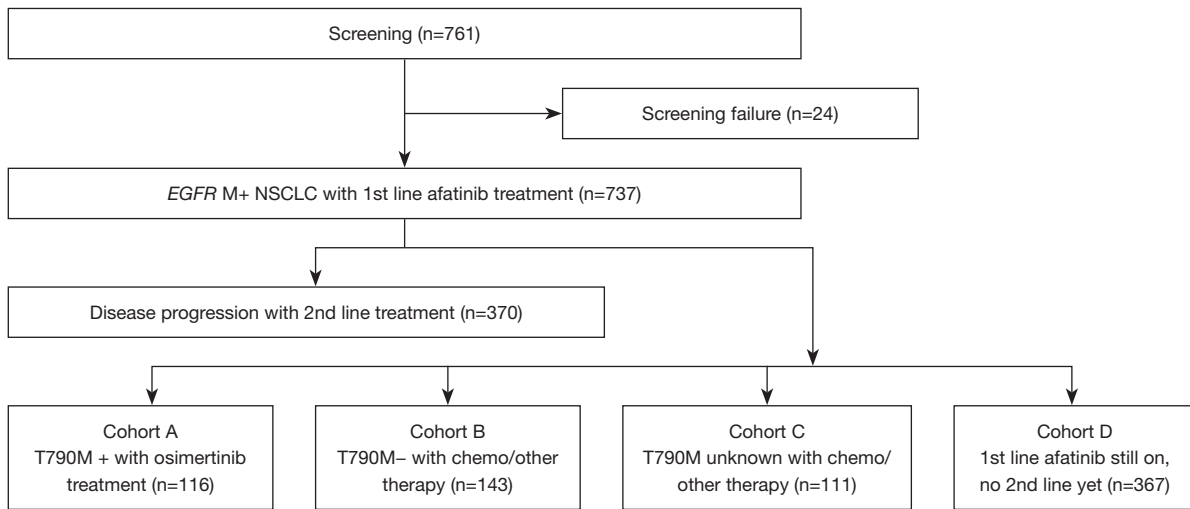 Screening (n=761)
Screening failure (n=24)
EGFR M+ NSCLC with 1st line afatinib treatment (n=737)
Disease progression with 2nd line treatment (n=370)
Cohort A
T790M + with osimertinib
treatment (n=116)
Cohort B
T790M− with chemo/other
therapy (n=143)
Cohort C
T790M unknown with chemo/
other therapy (n=111)
Cohort D
1st line afatinib still on,
no 2nd line yet (n=367)